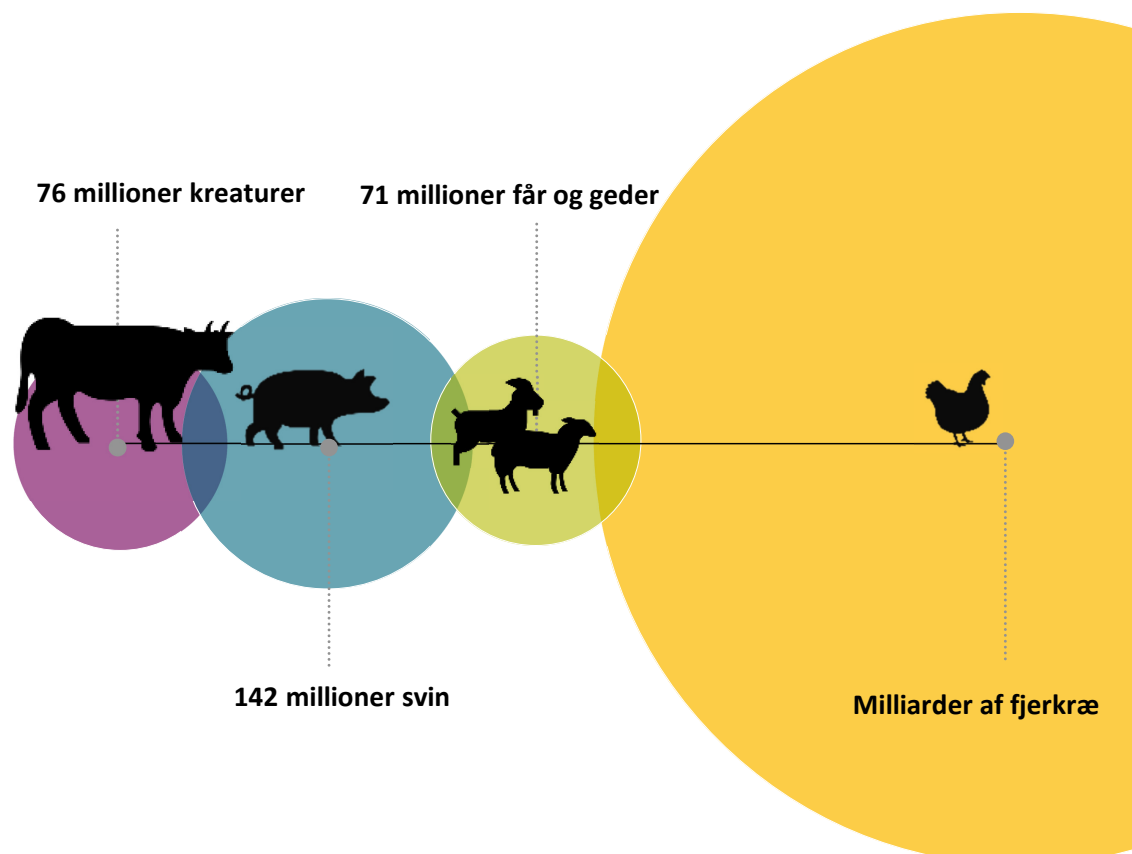 76 millioner kreaturer
71 millioner får og geder
142 millioner svin
Milliarder af fjerkræ